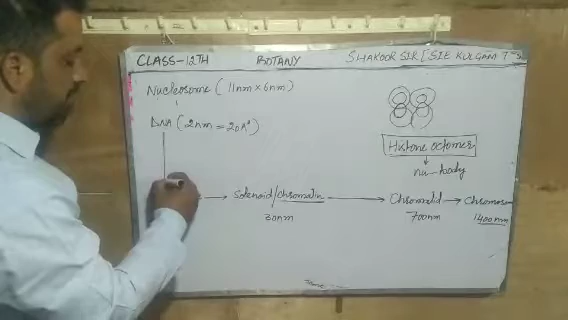 CLASS-12TH BOTANY SHAKOOR SIR [SIE KULGAM
Nucleosome (11nm x 6nm)
DNA (2nm = 20A°)
Histone octomer
nu-body
→ Solenoid/Chromatin → Chromatid → Chromoso
30nm 700nm 1400nm